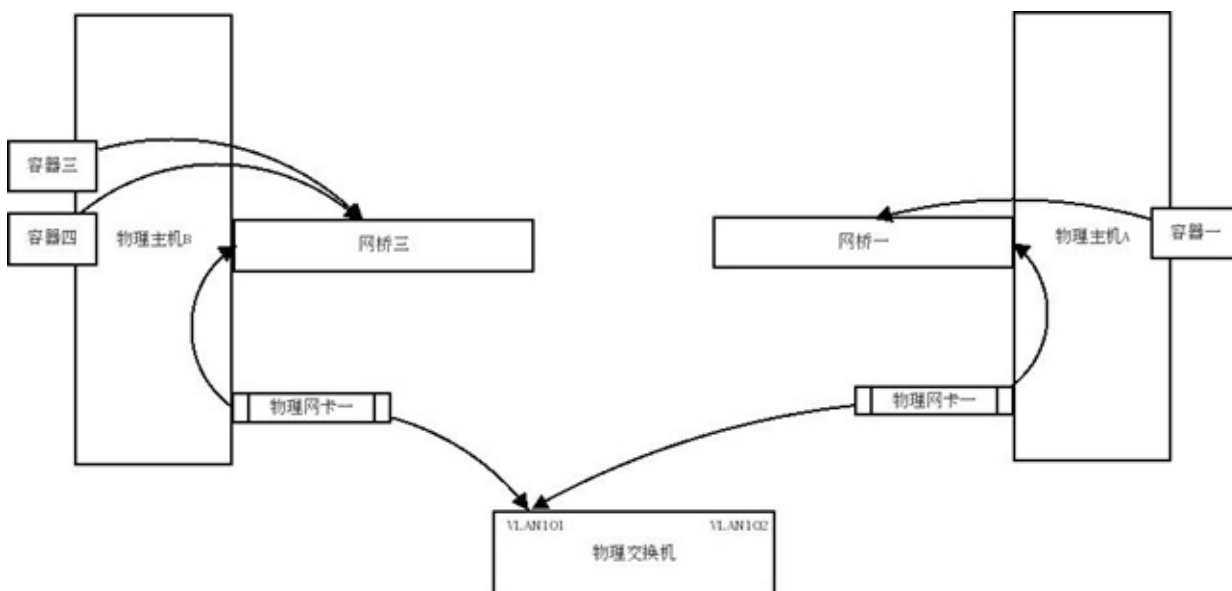 容器三
容器四
物理主机B
网桥三
网桥一
物理主机A
容器一
物理网卡一
物理网卡一
VLAN101
VLAN102
物理交换机